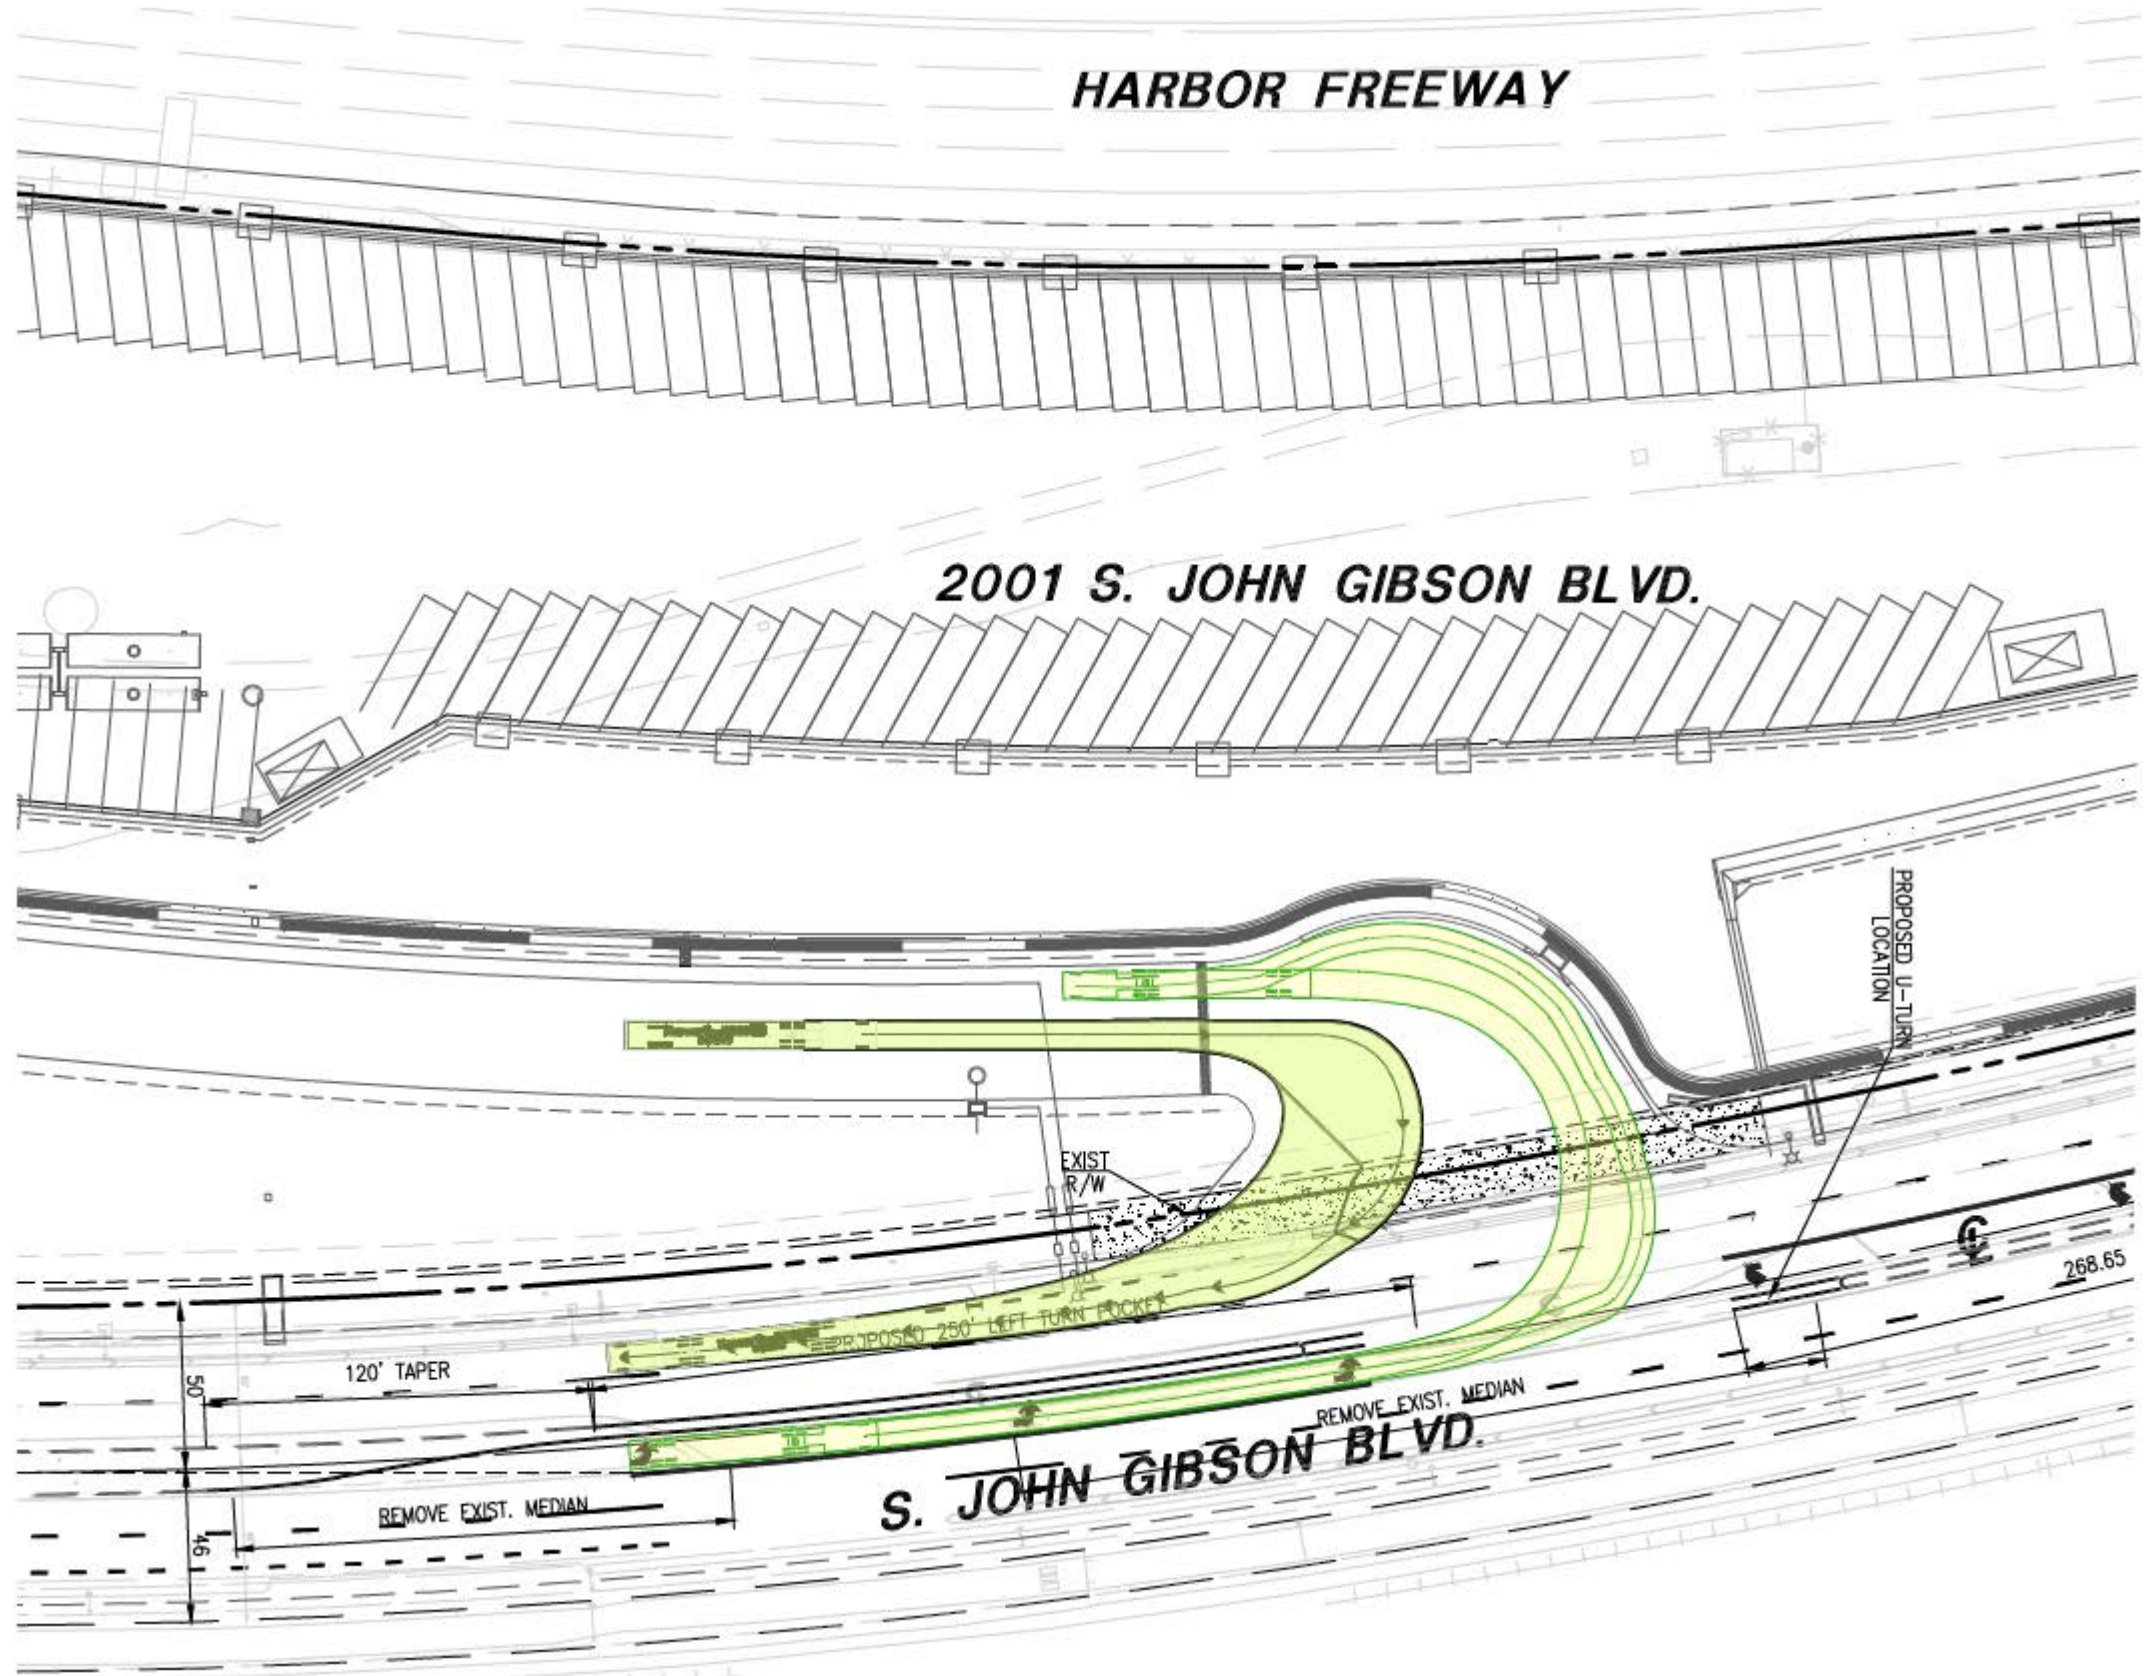 HARBOR FREEWAY
2001 S. JOHN GIBSON BLVD.
PROPOSED U-TURN
LOCATION
EXIST
R/W
268.65
PROPOSED 250' LEFT TURN POCKET
120' TAPER
50'
REMOVE EXIST. MEDIAN
S. JOHN GIBSON BLVD.
REMOVE EXIST. MEDIAN
46